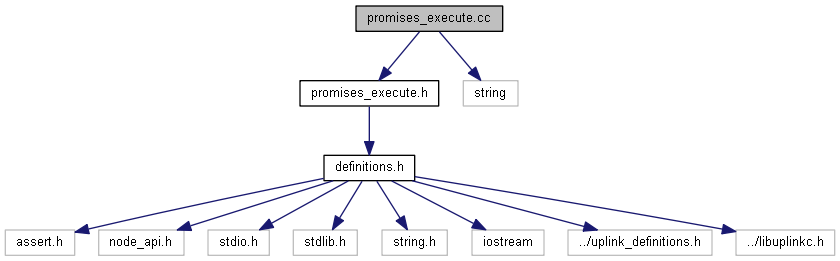 promises_execute.cc
promises_execute.h
string
definitions.h
assert.h
node_api.h
stdio.h
stdlib.h
string.h
iostream
../uplink_definitions.h
../libuplinkc.h